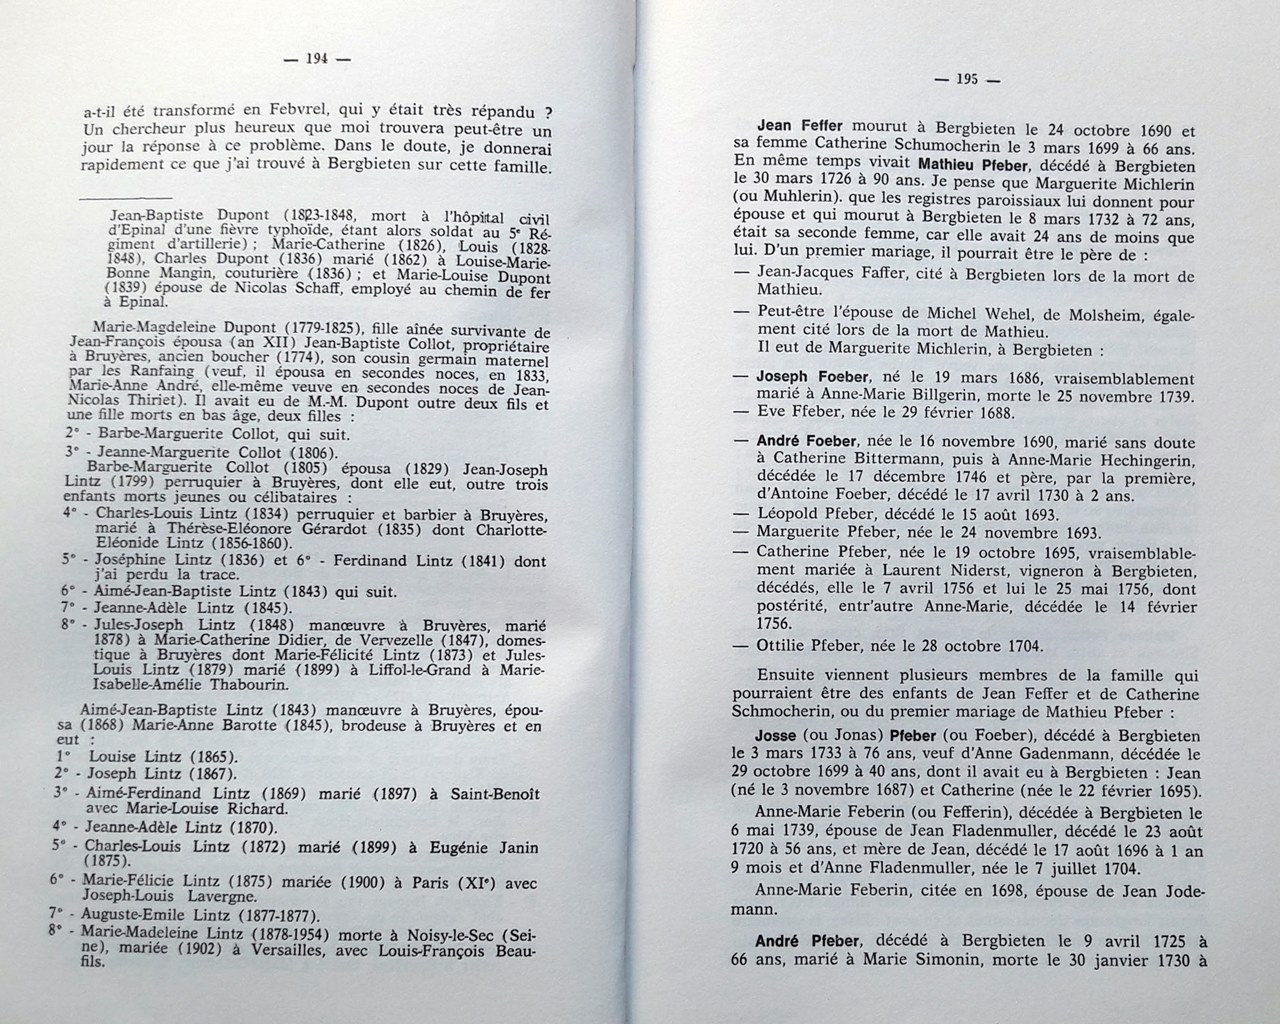 — 194 —
a-t-il été transformé en Febvrel, qui y était très répandu ?
Un chercheur plus heureux que moi trouvera peut-être un
jour la réponse à ce problème. Dans le doute, je donnerai
rapidement ce que j'ai trouvé à Bergbieten sur cette famille.
Jean-Baptiste Dupont (1823-1848, mort à l'hôpital civil
d'Epinal d'une fièvre typhoïde, étant alors soldat au 5e Ré-
giment d'artillerie) ; Marie-Catherine (1826), Louis (1828-
1848), Charles Dupont (1836) marié (1862) à Louise-Marie-
Bonne Mangin, couturière (1836) ; et Marie-Louise Dupont
(1839) épouse de Nicolas Schaff, employé au chemin de fer
à Epinal.
Marie-Magdeleine Dupont (1779-1825), fille aînée survivante de
Jean-François épousa (an XII) Jean-Baptiste Collot, propriétaire
à Bruyères, ancien boucher (1774), son cousin germain maternel
par les Ranfaing (veuf, il épousa en secondes noces, en 1833,
Marie-Anne André, elle-même veuve en secondes noces de Jean-
Nicolas Thiriet). Il avait eu de M.-M. Dupont outre deux fils et
une fille morts en bas âge, deux filles :
2° - Barbe-Marguerite Collot, qui suit.
3° - Jeanne-Marguerite Collot (1806).
Barbe-Marguerite Collot (1805) épousa (1829) Jean-Joseph
Lintz (1799) perruquier à Bruyères, dont elle eut, outre trois
enfants morts jeunes ou célibataires :
4° - Charles-Louis Lintz (1834) perruquier et barbier à Bruyères,
marié à Thérèse-Eléonore Gérardot (1835) dont Charlotte-
Eléonide Lintz (1856-1860).
5° - Joséphine Lintz (1836) et 6° - Ferdinand Lintz (1841) dont
j'ai perdu la trace.
6° - Aimé-Jean-Baptiste Lintz (1843) qui suit.
7° - Jeanne-Adèle Lintz (1845).
8° - Jules-Joseph Lintz (1848) manœuvre à Bruyères, marié
1878) à Marie-Catherine Didier, de Vervezelle (1847), domes-
tique à Bruyères dont Marie-Félicité Lintz (1873) et Jules-
Louis Lintz (1879) marié (1899) à Liffol-le-Grand à Marie-
Isabelle-Amélie Thabourin.
Aimé-Jean-Baptiste Lintz (1843) manœuvre à Bruyères, épou-
sa (1868) Marie-Anne Barotte (1845), brodeuse à Bruyères et en
eut :
1° Louise Lintz (1865).
2° - Joseph Lintz (1867).
3° - Aimé-Ferdinand Lintz (1869) marié (1897) à Saint-Benoît
avec Marie-Louise Richard.
4° - Jeanne-Adèle Lintz (1870).
5° - Charles-Louis Lintz (1872) marié (1899) à Eugénie Janin
(1875).
6° - Marie-Félicie Lintz (1875) mariée (1900) à Paris (XIe) avec
Joseph-Louis Lavergne.
7° - Auguste-Emile Lintz (1877-1877).
8° - Marie-Madeleine Lintz (1878-1954) morte à Noisy-le-Sec (Sei-
ne), mariée (1902) à Versailles, avec Louis-François Beau-
fils.
— 195 —
Jean Feffer mourut à Bergbieten le 24 octobre 1690 et
sa femme Catherine Schumocherin le 3 mars 1699 à 66 ans.
En même temps vivait Mathieu Pfeber, décédé à Bergbieten
le 30 mars 1726 à 90 ans. Je pense que Marguerite Michlerin
(ou Muhlerin). que les registres paroissiaux lui donnent pour
épouse et qui mourut à Bergbieten le 8 mars 1732 à 72 ans,
était sa seconde femme, car elle avait 24 ans de moins que
lui. D'un premier mariage, il pourrait être le père de :
— Jean-Jacques Faffer, cité à Bergbieten lors de la mort de
Mathieu.
— Peut-être l'épouse de Michel Wehel, de Molsheim, égale-
ment cité lors de la mort de Mathieu.
Il eut de Marguerite Michlerin, à Bergbieten :
— Joseph Foeber, né le 19 mars 1686, vraisemblablement
marié à Anne-Marie Billgerin, morte le 25 novembre 1739.
— Eve Ffeber, née le 29 février 1688.
— André Foeber, née le 16 novembre 1690, marié sans doute
à Catherine Bittermann, puis à Anne-Marie Hechingerin,
décédée le 17 décembre 1746 et père, par la première,
d'Antoine Foeber, décédé le 17 avril 1730 à 2 ans.
— Léopold Pfeber, décédé le 15 août 1693.
— Marguerite Pfeber, née le 24 novembre 1693.
— Catherine Pfeber, née le 19 octobre 1695, vraisemblable-
ment mariée à Laurent Niderst, vigneron à Bergbieten,
décédés, elle le 7 avril 1756 et lui le 25 mai 1756, dont
postérité, entr'autre Anne-Marie, décédée le 14 février
1756.
— Ottilie Pfeber, née le 28 octobre 1704.
Ensuite viennent plusieurs membres de la famille qui
pourraient être des enfants de Jean Feffer et de Catherine
Schmocherin, ou du premier mariage de Mathieu Pfeber :
Josse (ou Jonas) Pfeber (ou Foeber), décédé à Bergbieten
le 3 mars 1733 à 76 ans, veuf d'Anne Gadenmann, décédée le
29 octobre 1699 à 40 ans, dont il avait eu à Bergbieten : Jean
(né le 3 novembre 1687) et Catherine (née le 22 février 1695).
Anne-Marie Feberin (ou Fefferin), décédée à Bergbieten le
6 mai 1739, épouse de Jean Fladenmuller, décédé le 23 août
1720 à 56 ans, et mère de Jean, décédé le 17 août 1696 à 1 an
9 mois et d'Anne Fladenmuller, née le 7 juillet 1704.
Anne-Marie Feberin, citée en 1698, épouse de Jean Jode-
mann.
André Pfeber, décédé à Bergbieten le 9 avril 1725 à
66 ans, marié à Marie Simonin, morte le 30 janvier 1730 à